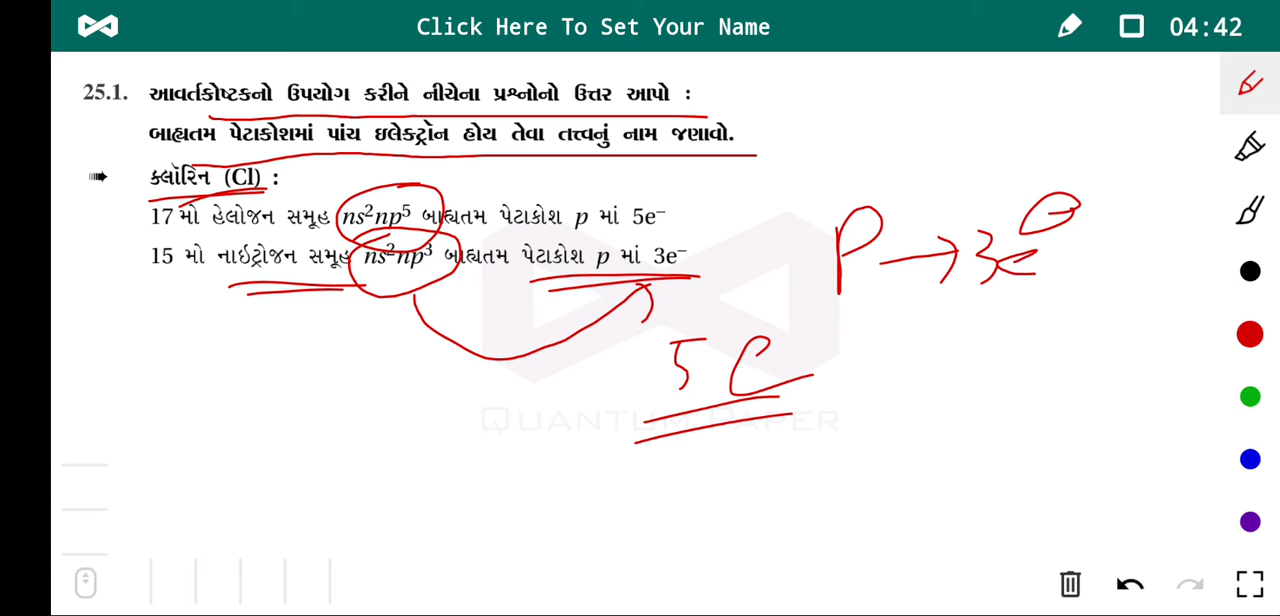 Click Here To Set Your Name
04:42
25.1. આવર્તકોષ્ટકનો ઉપયોગ કરીને નીચેના પ્રશ્નોનો ઉત્તર આપો :
બાહ્યતમ પેટાકોશમાં પાંચ ઇલેક્ટ્રોન હોય તેવા તત્ત્વનું નામ જણાવો.
➠ ક્લૉરિન (Cl) :
17 મો હેલોજન સમૂહ ns²np⁵ બાહ્યતમ પેટાકોશ p માં 5e⁻
15 મો નાઇટ્રોજન સમૂહ ns²np³ બાહ્યતમ પેટાકોશ p માં 3e⁻
P → 3e⊖
5
QUANTUM PAPER